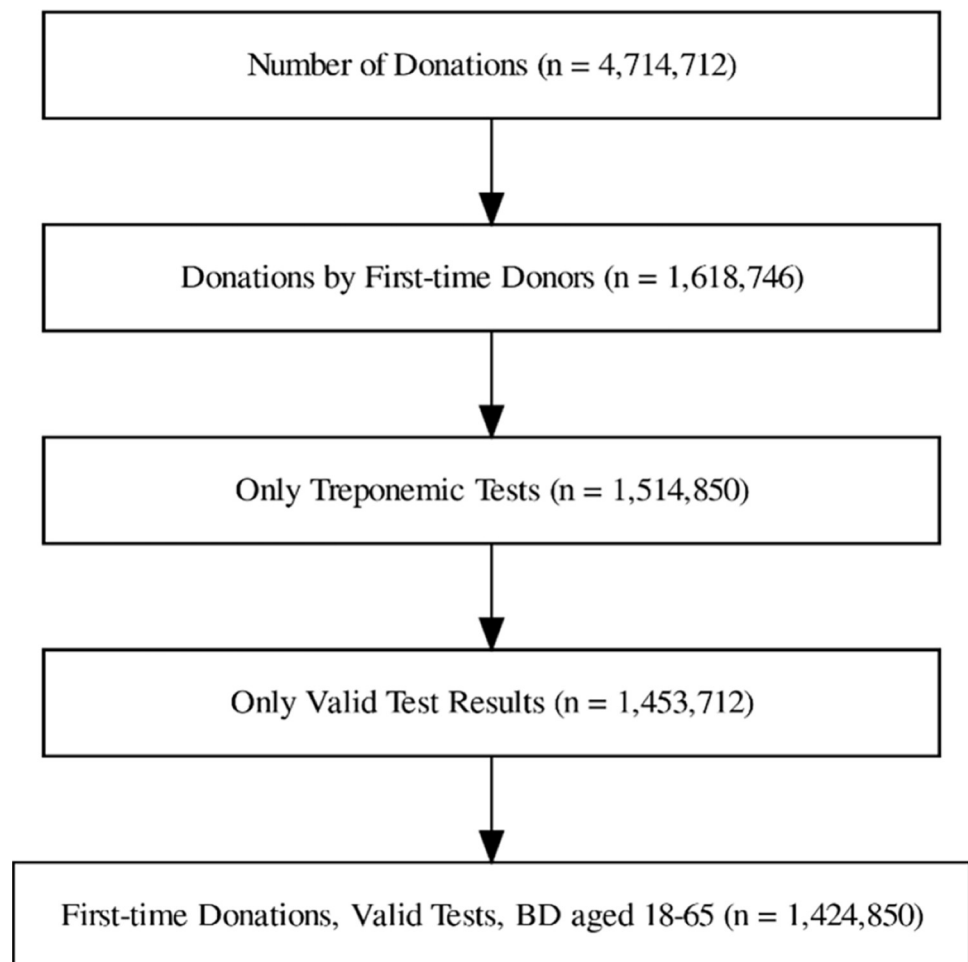 Number of Donations (n = 4,714,712)
Donations by First-time Donors (n = 1,618,746)
Only Treponemic Tests (n = 1,514,850)
Only Valid Test Results (n = 1,453,712)
First-time Donations, Valid Tests, BD aged 18-65 (n = 1,424,850)